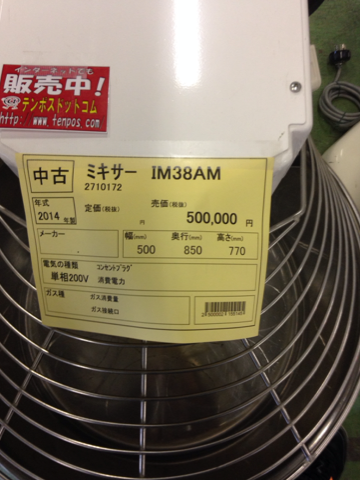 インターネットでも
販売中!
@テンポスドットコム
http://www.tenpos.com
中古 ミキサー IM38AM
2710172
年式 定価(税抜) 売価(税抜)
2014 年製 円 500,000 円
メーカー 幅(mm) 奥行(mm) 高さ(mm)
500 850 770
電気の種類 コンセントプラグ
単相200V 消費電力
ガス種 ガス消費量
ガス接続口